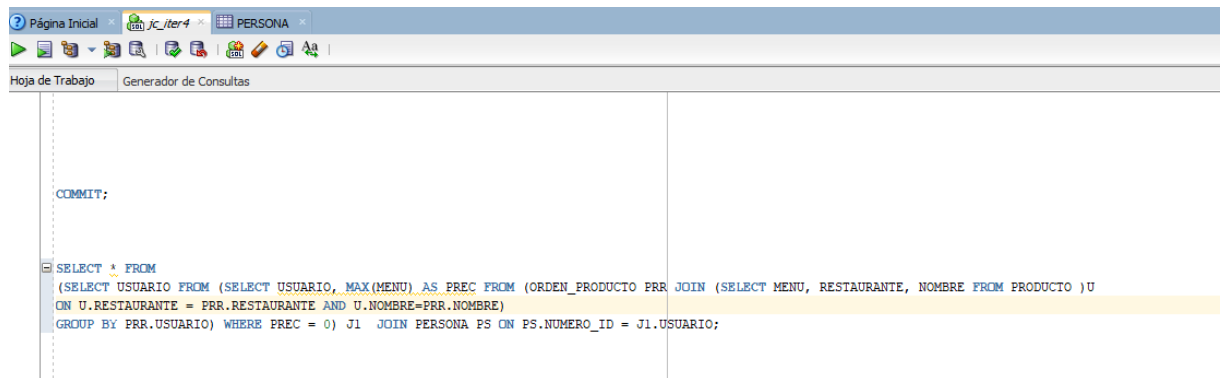 Página Inicial jc_iter4 PERSONA
Hoja de Trabajo Generador de Consultas
COMMIT;
SELECT * FROM
(SELECT USUARIO FROM (SELECT USUARIO, MAX(MENU) AS PREC FROM (ORDEN_PRODUCTO PRR JOIN (SELECT MENU, RESTAURANTE, NOMBRE FROM PRODUCTO )U
ON U.RESTAURANTE = PRR.RESTAURANTE AND U.NOMBRE=PRR.NOMBRE)
GROUP BY PRR.USUARIO) WHERE PREC = 0) J1  JOIN PERSONA PS ON PS.NUMERO_ID = J1.USUARIO;